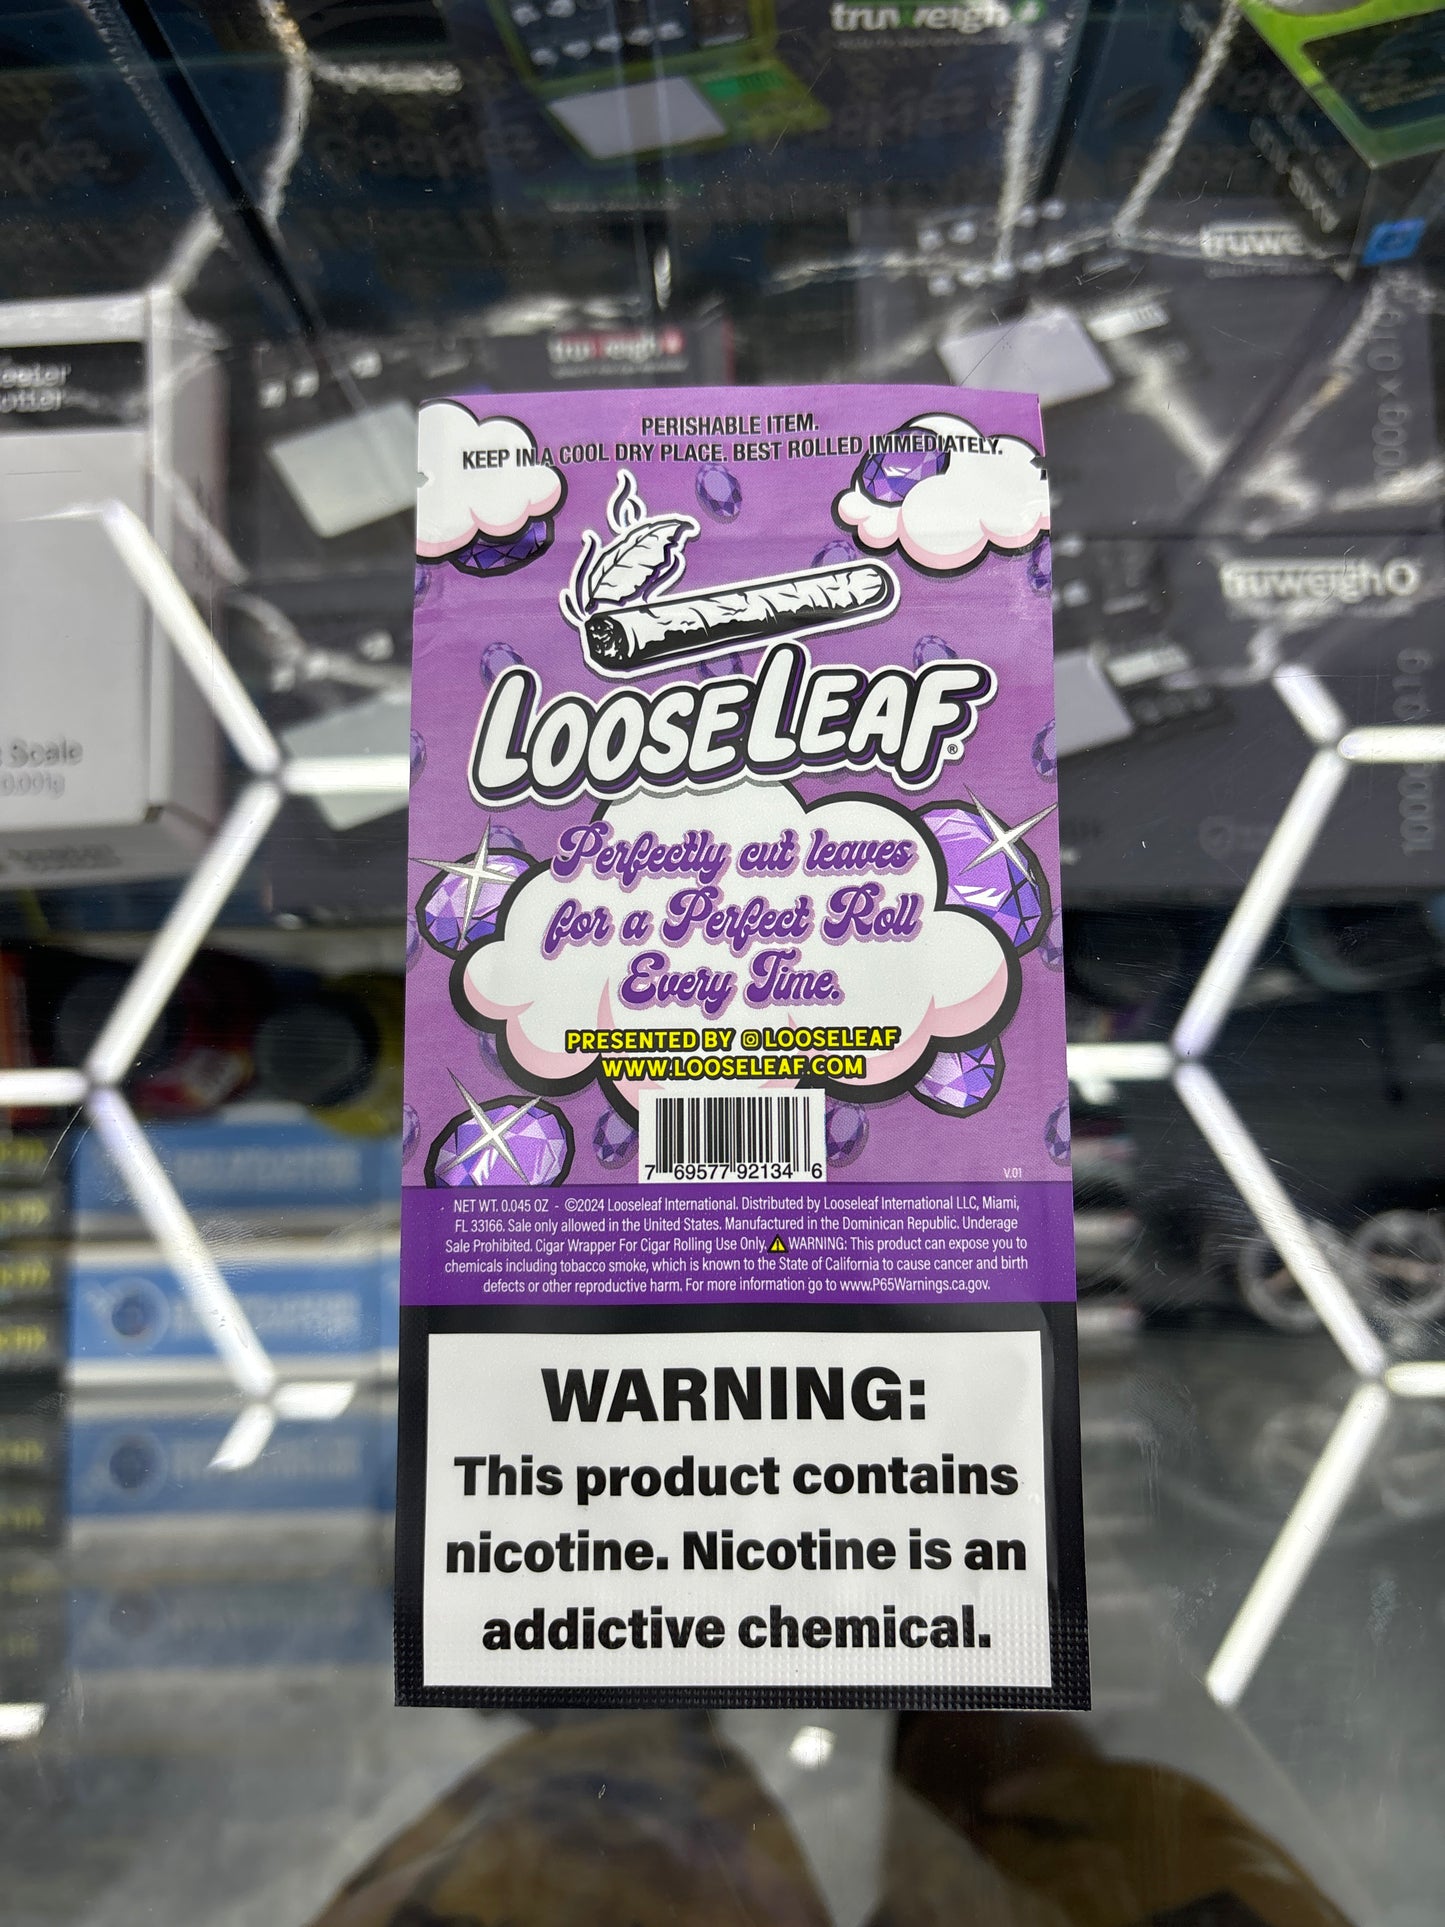 truweigh
truweigh
truweigh
PERISHABLE ITEM.
KEEP IN A COOL DRY PLACE. BEST ROLLED IMMEDIATELY.
LOOSELEAF®
Perfectly cut leaves
for a Perfect Roll
Every Time.
PRESENTED BY @LOOSELEAF
WWW.LOOSELEAF.COM
7 69577 92134 6
V.01
NET WT. 0.045 OZ - ©2024 Looseleaf International. Distributed by Looseleaf International LLC, Miami,
FL 33166. Sale only allowed in the United States. Manufactured in the Dominican Republic. Underage
Sale Prohibited. Cigar Wrapper For Cigar Rolling Use Only. ⚠ WARNING: This product can expose you to
chemicals including tobacco smoke, which is known to the State of California to cause cancer and birth
defects or other reproductive harm. For more information go to www.P65Warnings.ca.gov.
WARNING:
This product contains
nicotine. Nicotine is an
addictive chemical.
Scale
0.001g